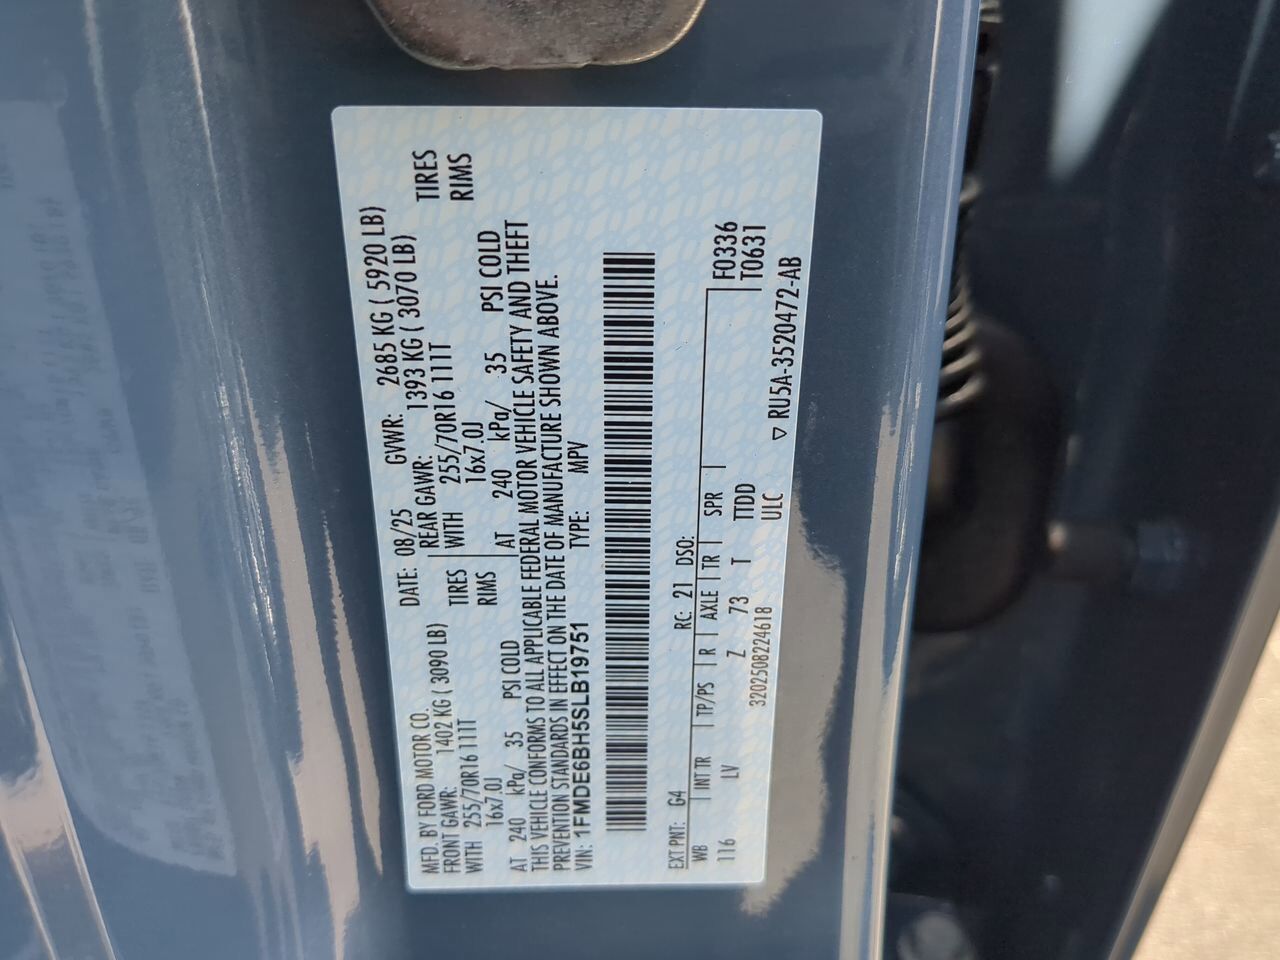 MFD. BY FORD MOTOR CO. DATE: 08/25 GVWR: 2685 KG ( 5920 LB)
FRONT GAWR: 1402 KG ( 3090 LB) REAR GAWR: 1393 KG ( 3070 LB)
WITH 255/70R16 111T TIRES WITH 255/70R16 111T TIRES
16x7.0J RIMS 16x7.0J RIMS
AT 240 kPa/ 35 PSI COLD AT 240 kPa/ 35 PSI COLD
THIS VEHICLE CONFORMS TO ALL APPLICABLE FEDERAL MOTOR VEHICLE SAFETY AND THEFT
PREVENTION STANDARDS IN EFFECT ON THE DATE OF MANUFACTURE SHOWN ABOVE.
VIN: 1FMDE6BH5SLB19751 TYPE: MPV
EXT PNT: G4 RC: 21 DSO: F0336
WB INT TR TP/PS R AXLE TR SPR T0631
116 LV Z 73 T TTDD
3202508224618 ULC ▽ RU5A-3520472-AB